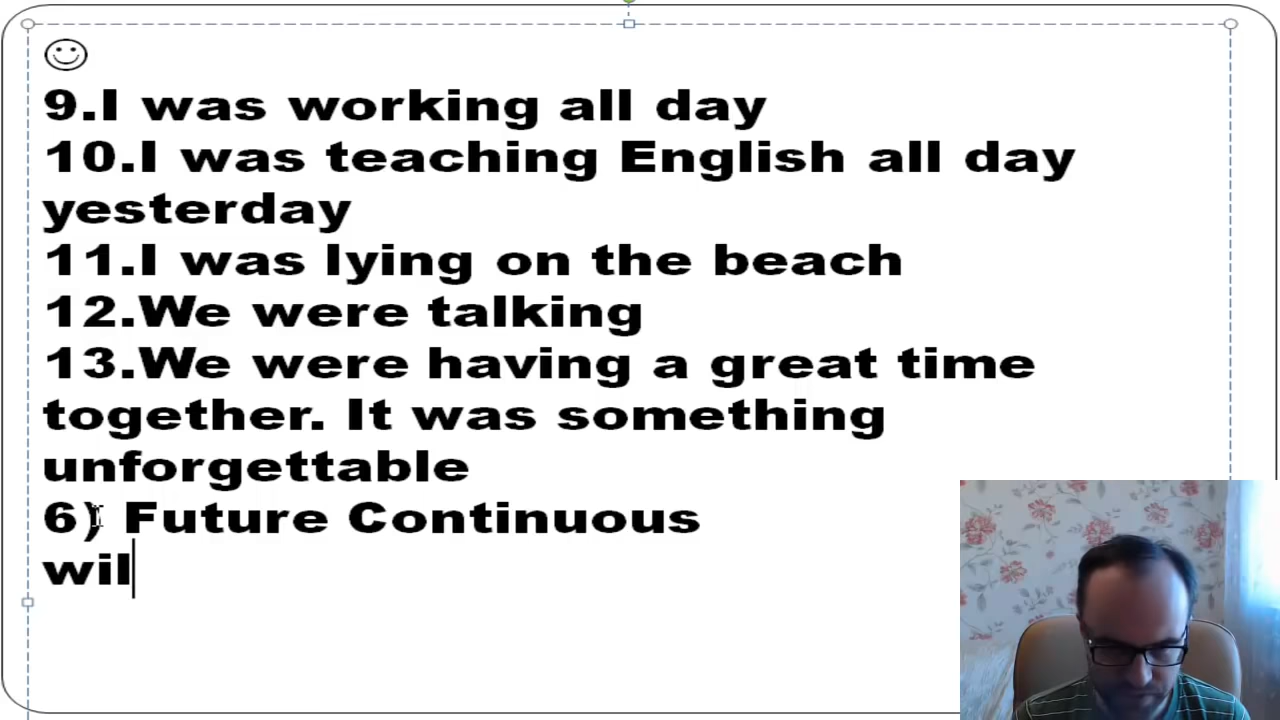 9.I was working all day
10.I was teaching English all day
yesterday
11.I was lying on the beach
12.We were talking
13.We were having a great time
together. It was something
unforgettable
6) Future Continuous
wil